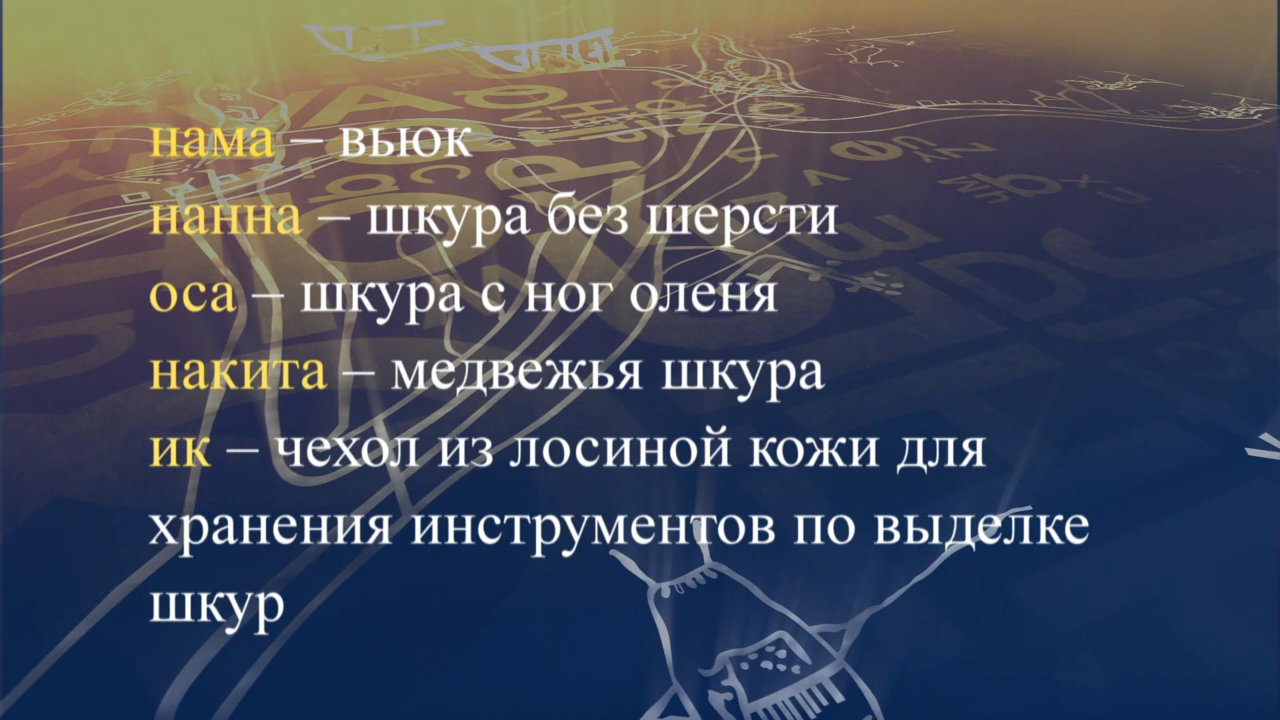 нама – вьюк
нанна – шкура без шерсти
оса – шкура с ног оленя
накита – медвежья шкура
ик – чехол из лосиной кожи для
хранения инструментов по выделке
шкур